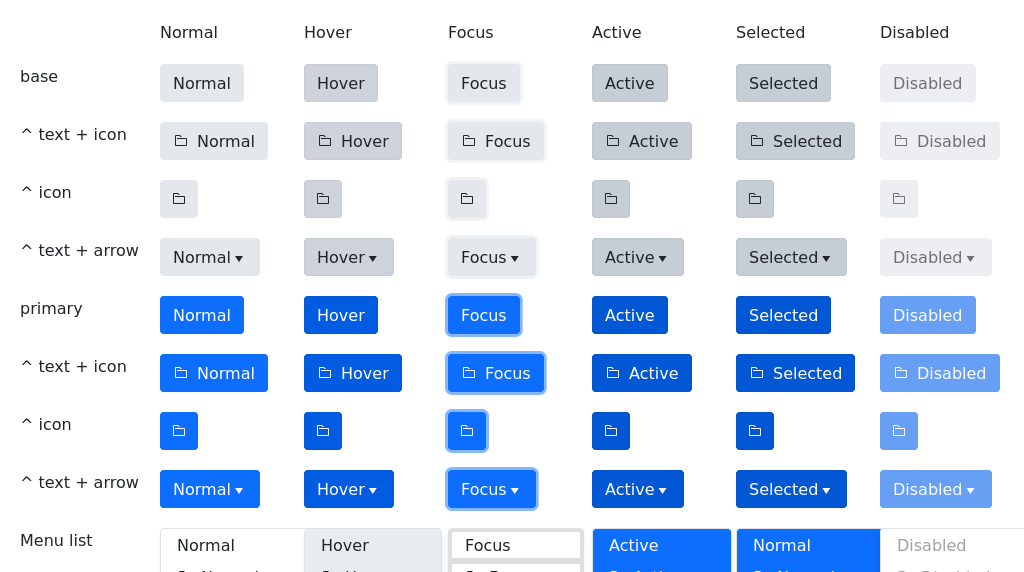 Normal Hover Focus Active Selected Disabled
base Normal Hover Focus Active Selected Disabled
^ text + icon Normal Hover Focus Active Selected Disabled
^ icon
^ text + arrow Normal Hover Focus Active Selected Disabled
primary Normal Hover Focus Active Selected Disabled
^ text + icon Normal Hover Focus Active Selected Disabled
^ icon
^ text + arrow Normal Hover Focus Active Selected Disabled
Menu list Normal Hover Focus Active Normal Disabled